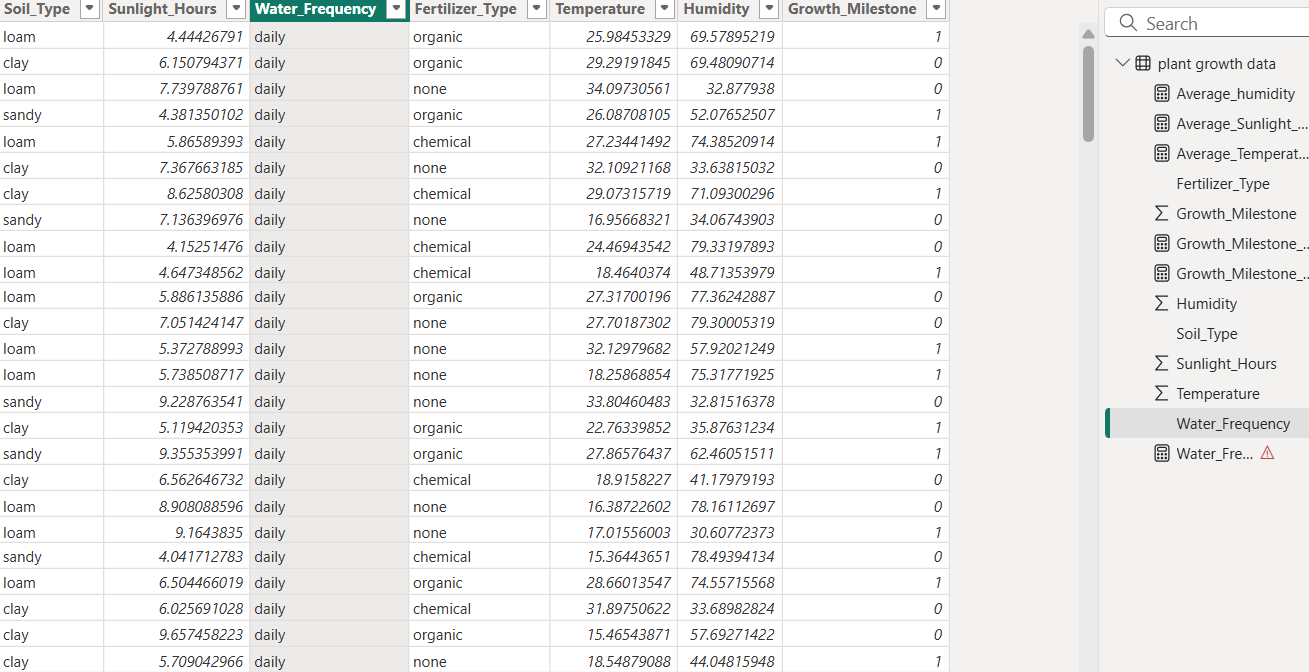 Soil_Type Sunlight_Hours Water_Frequency Fertilizer_Type Temperature Humidity Growth_Milestone
loam 4.44426791 daily organic 25.98453329 69.57895219 1
clay 6.150794371 daily organic 29.29191845 69.48090714 0
loam 7.739788761 daily none 34.09730561 32.877938 0
sandy 4.381350102 daily organic 26.08708105 52.07652507 1
loam 5.86589393 daily chemical 27.23441492 74.38520914 1
clay 7.367663185 daily none 32.10921168 33.63815032 0
clay 8.62580308 daily chemical 29.07315719 71.09300296 1
sandy 7.136396976 daily none 16.95668321 34.06743903 0
loam 4.15251476 daily chemical 24.46943542 79.33197893 0
loam 4.647348562 daily chemical 18.4640374 48.71353979 1
loam 5.886135886 daily organic 27.31700196 77.36242887 0
clay 7.051424147 daily none 27.70187302 79.30005319 0
loam 5.372788993 daily none 32.12979682 57.92021249 1
loam 5.738508717 daily none 18.25868854 75.31771925 1
sandy 9.228763541 daily none 33.80460483 32.81516378 0
clay 5.119420353 daily organic 22.76339852 35.87631234 1
sandy 9.355353991 daily organic 27.86576437 62.46051511 1
clay 6.562646732 daily chemical 18.9158227 41.17979193 0
loam 8.908088596 daily none 16.38722602 78.16112697 0
loam 9.1643835 daily none 17.01556003 30.60772373 1
sandy 4.041712783 daily chemical 15.36443651 78.49394134 0
loam 6.504466019 daily organic 28.66013547 74.55715568 1
clay 6.025691028 daily chemical 31.89750622 33.68982824 0
clay 9.657458223 daily organic 15.46543871 57.69271422 0
clay 5.709042966 daily none 18.54879088 44.04815948 1
Search
plant growth data
Average_humidity
Average_Sunlight_...
Average_Temperat...
Fertilizer_Type
Growth_Milestone
Growth_Milestone_...
Growth_Milestone_...
Humidity
Soil_Type
Sunlight_Hours
Temperature
Water_Frequency
Water_Fre...